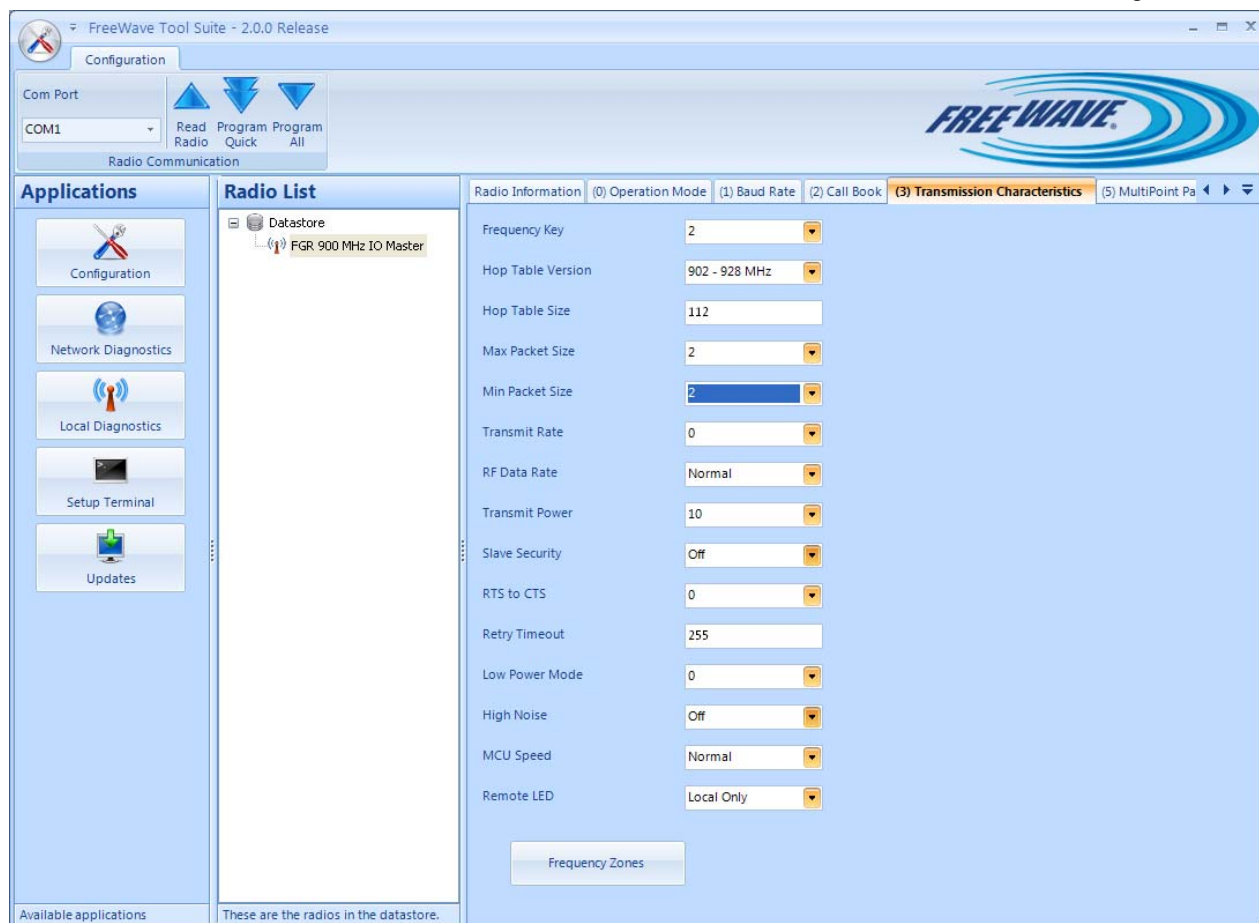 FreeWave Tool Suite - 2.0.0 Release
Configuration
Com Port
COM1
Read Radio
Program Quick
Program All
Radio Communication
FREEWAVE®
Applications
Configuration
Network Diagnostics
Local Diagnostics
Setup Terminal
Updates
Available applications
Radio List
Datastore
FGR 900 MHz IO Master
These are the radios in the datastore.
Radio Information (0) Operation Mode (1) Baud Rate (2) Call Book (3) Transmission Characteristics (5) MultiPoint Pa
Frequency Key 2
Hop Table Version 902 - 928 MHz
Hop Table Size 112
Max Packet Size 2
Min Packet Size 2
Transmit Rate 0
RF Data Rate Normal
Transmit Power 10
Slave Security Off
RTS to CTS 0
Retry Timeout 255
Low Power Mode 0
High Noise Off
MCU Speed Normal
Remote LED Local Only
Frequency Zones